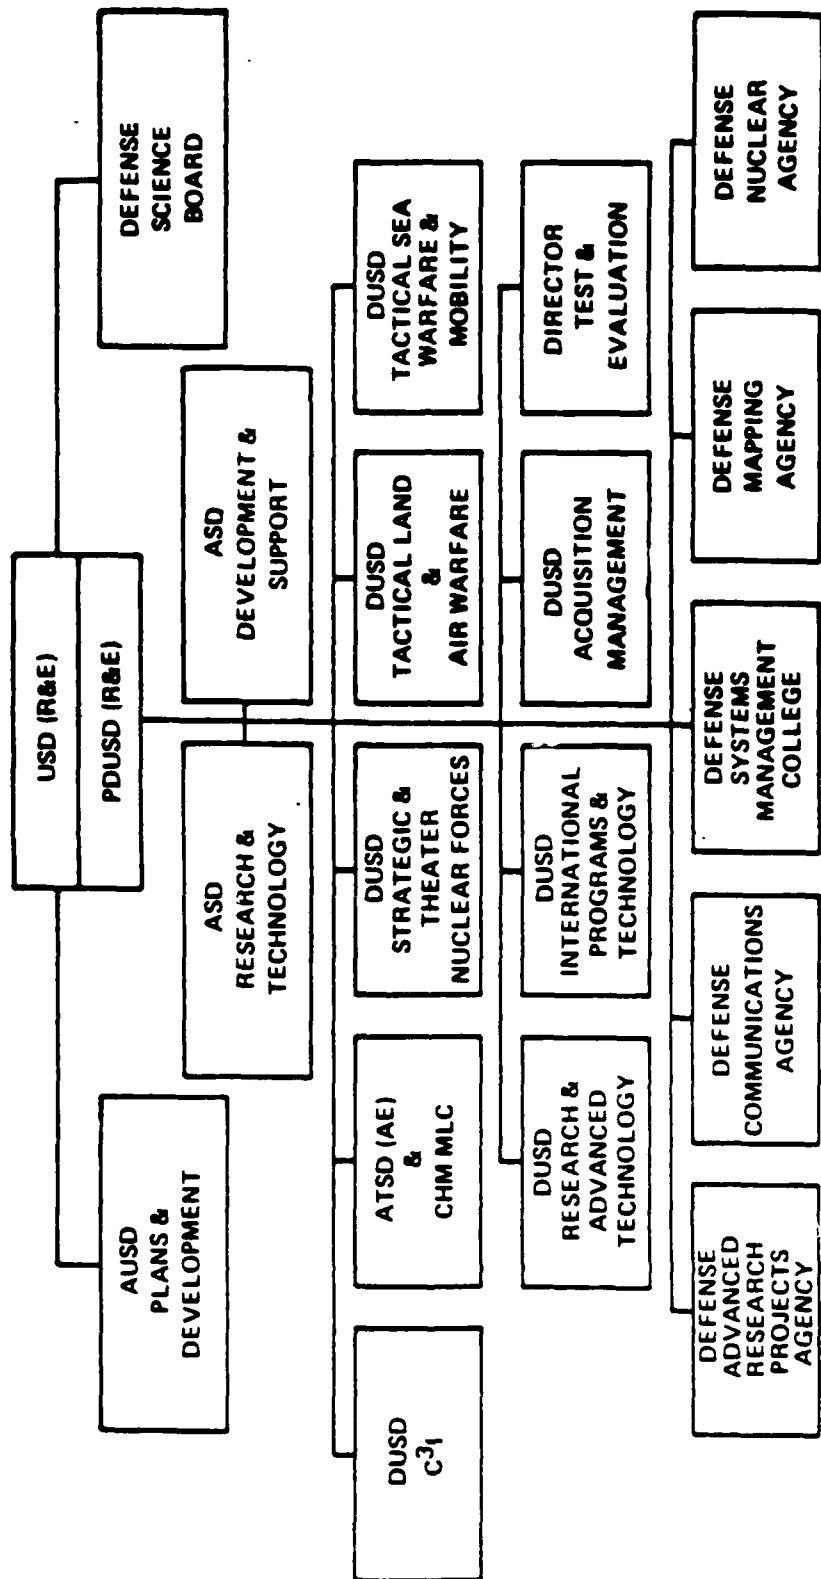 USD (R&E)
PDUSD (R&E)
AUSD
PLANS &
DEVELOPMENT
DEFENSE
SCIENCE
BOARD
ASD
RESEARCH &
TECHNOLOGY
ASD
DEVELOPMENT &
SUPPORT
DUSD
C³I
ATSD (AE)
&
CHM MLC
DUSD
STRATEGIC &
THEATER
NUCLEAR FORCES
DUSD
TACTICAL LAND
&
AIR WARFARE
DUSD
TACTICAL SEA
WARFARE &
MOBILITY
DUSD
RESEARCH &
ADVANCED
TECHNOLOGY
DUSD
INTERNATIONAL
PROGRAMS &
TECHNOLOGY
DUSD
ACQUISITION
MANAGEMENT
DIRECTOR
TEST &
EVALUATION
DEFENSE
ADVANCED
RESEARCH
PROJECTS
AGENCY
DEFENSE
COMMUNICATIONS
AGENCY
DEFENSE
SYSTEMS
MANAGEMENT
COLLEGE
DEFENSE
MAPPING
AGENCY
DEFENSE
NUCLEAR
AGENCY